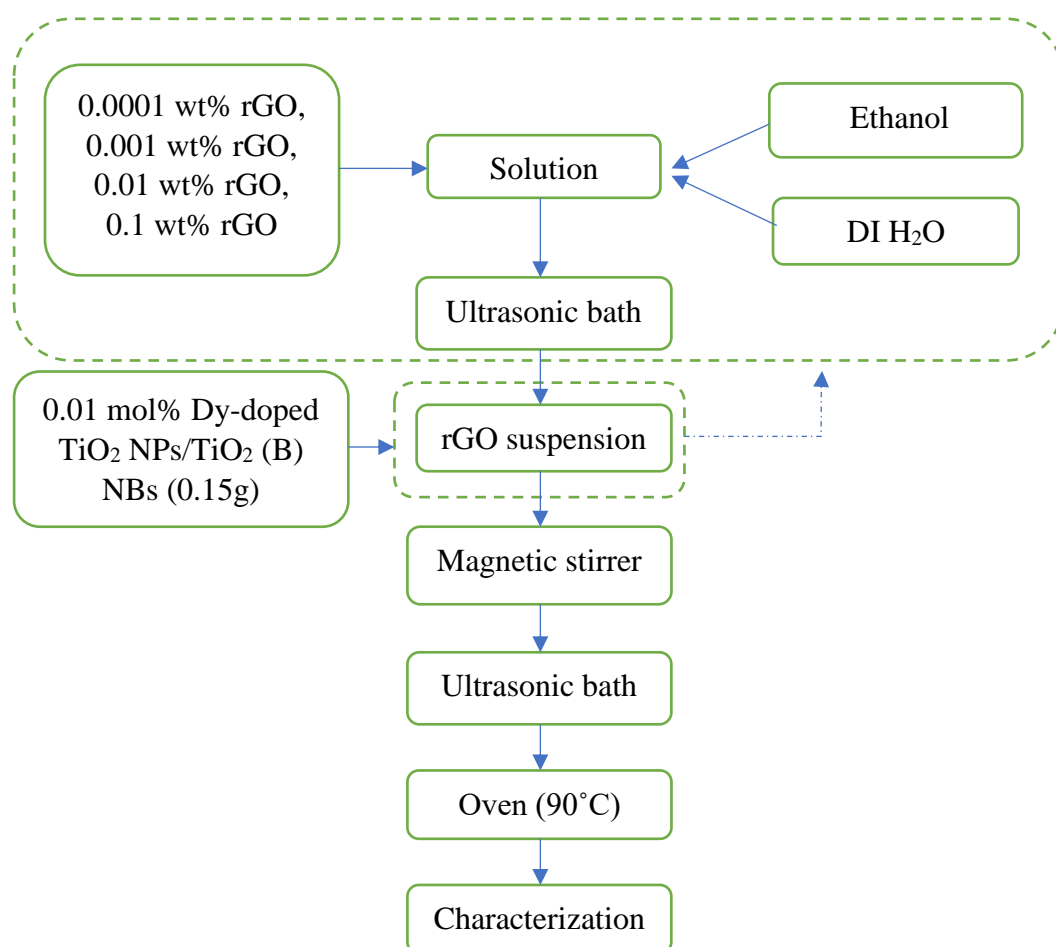 0.0001 wt% rGO,
0.001 wt% rGO,
0.01 wt% rGO,
0.1 wt% rGO
Solution
Ethanol
DI H₂O
Ultrasonic bath
0.01 mol% Dy-doped
TiO₂ NPs/TiO₂ (B)
NBs (0.15g)
rGO suspension
Magnetic stirrer
Ultrasonic bath
Oven (90˚C)
Characterization